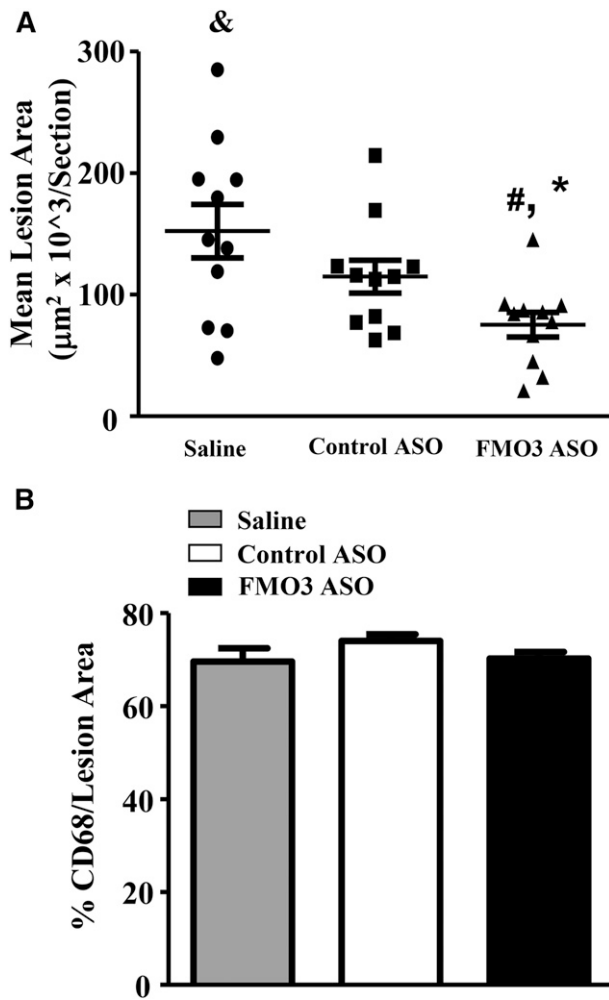 A
&
300
200
100
0
Mean Lesion Area
(µm² x 10^3/Section)
#, *
Saline
Control ASO
FMO3 ASO
B
Saline
Control ASO
FMO3 ASO
80
60
40
20
0
% CD68/Lesion Area